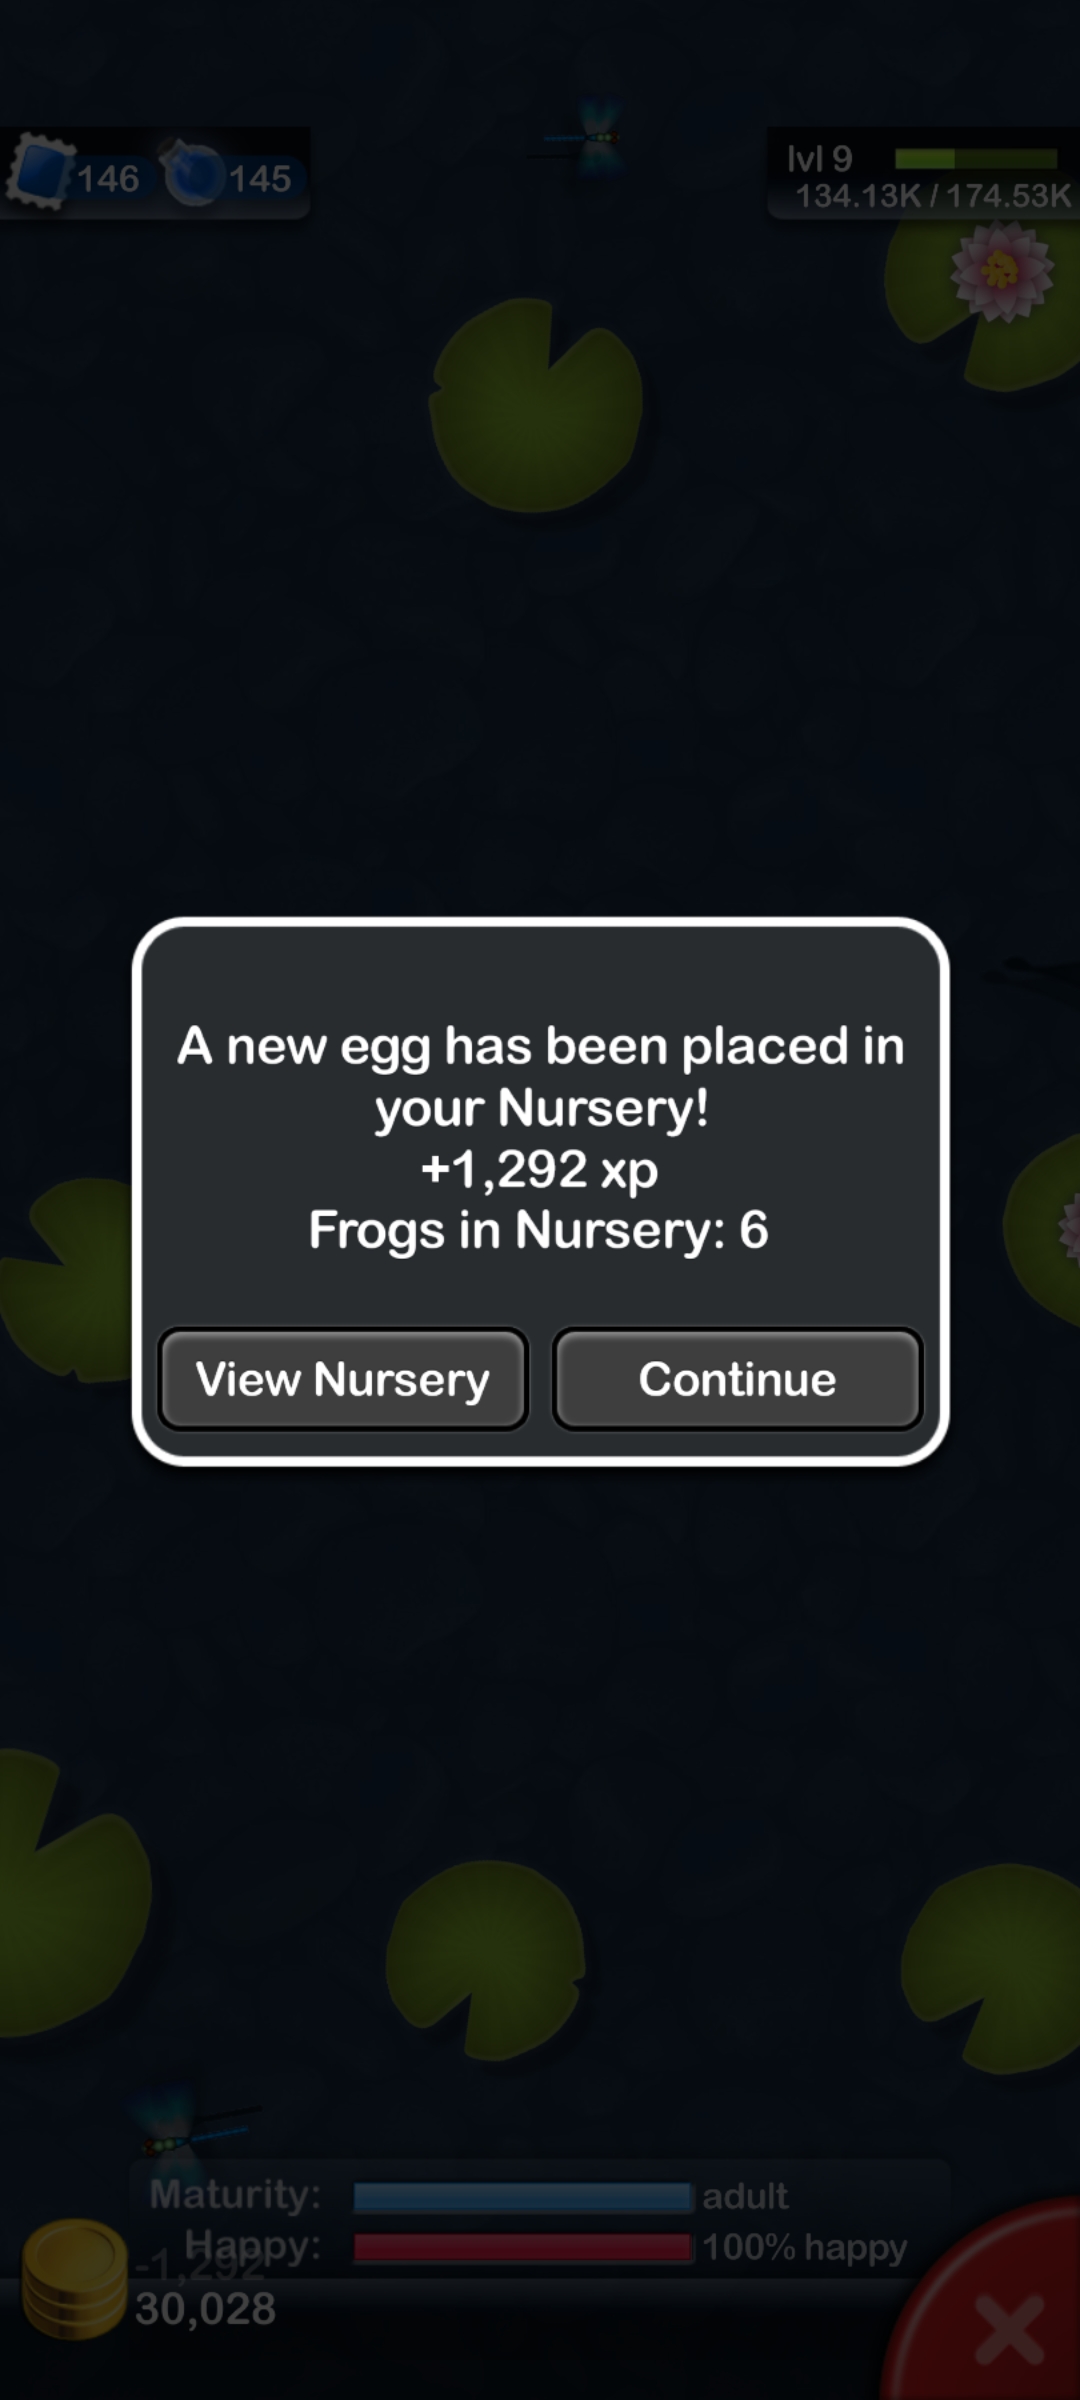 146 145
lvl 9
134.13K / 174.53K
A new egg has been placed in
your Nursery!
+1,292 xp
Frogs in Nursery: 6
View Nursery Continue
Maturity: adult
Happy: 100% happy
-1,292
30,028